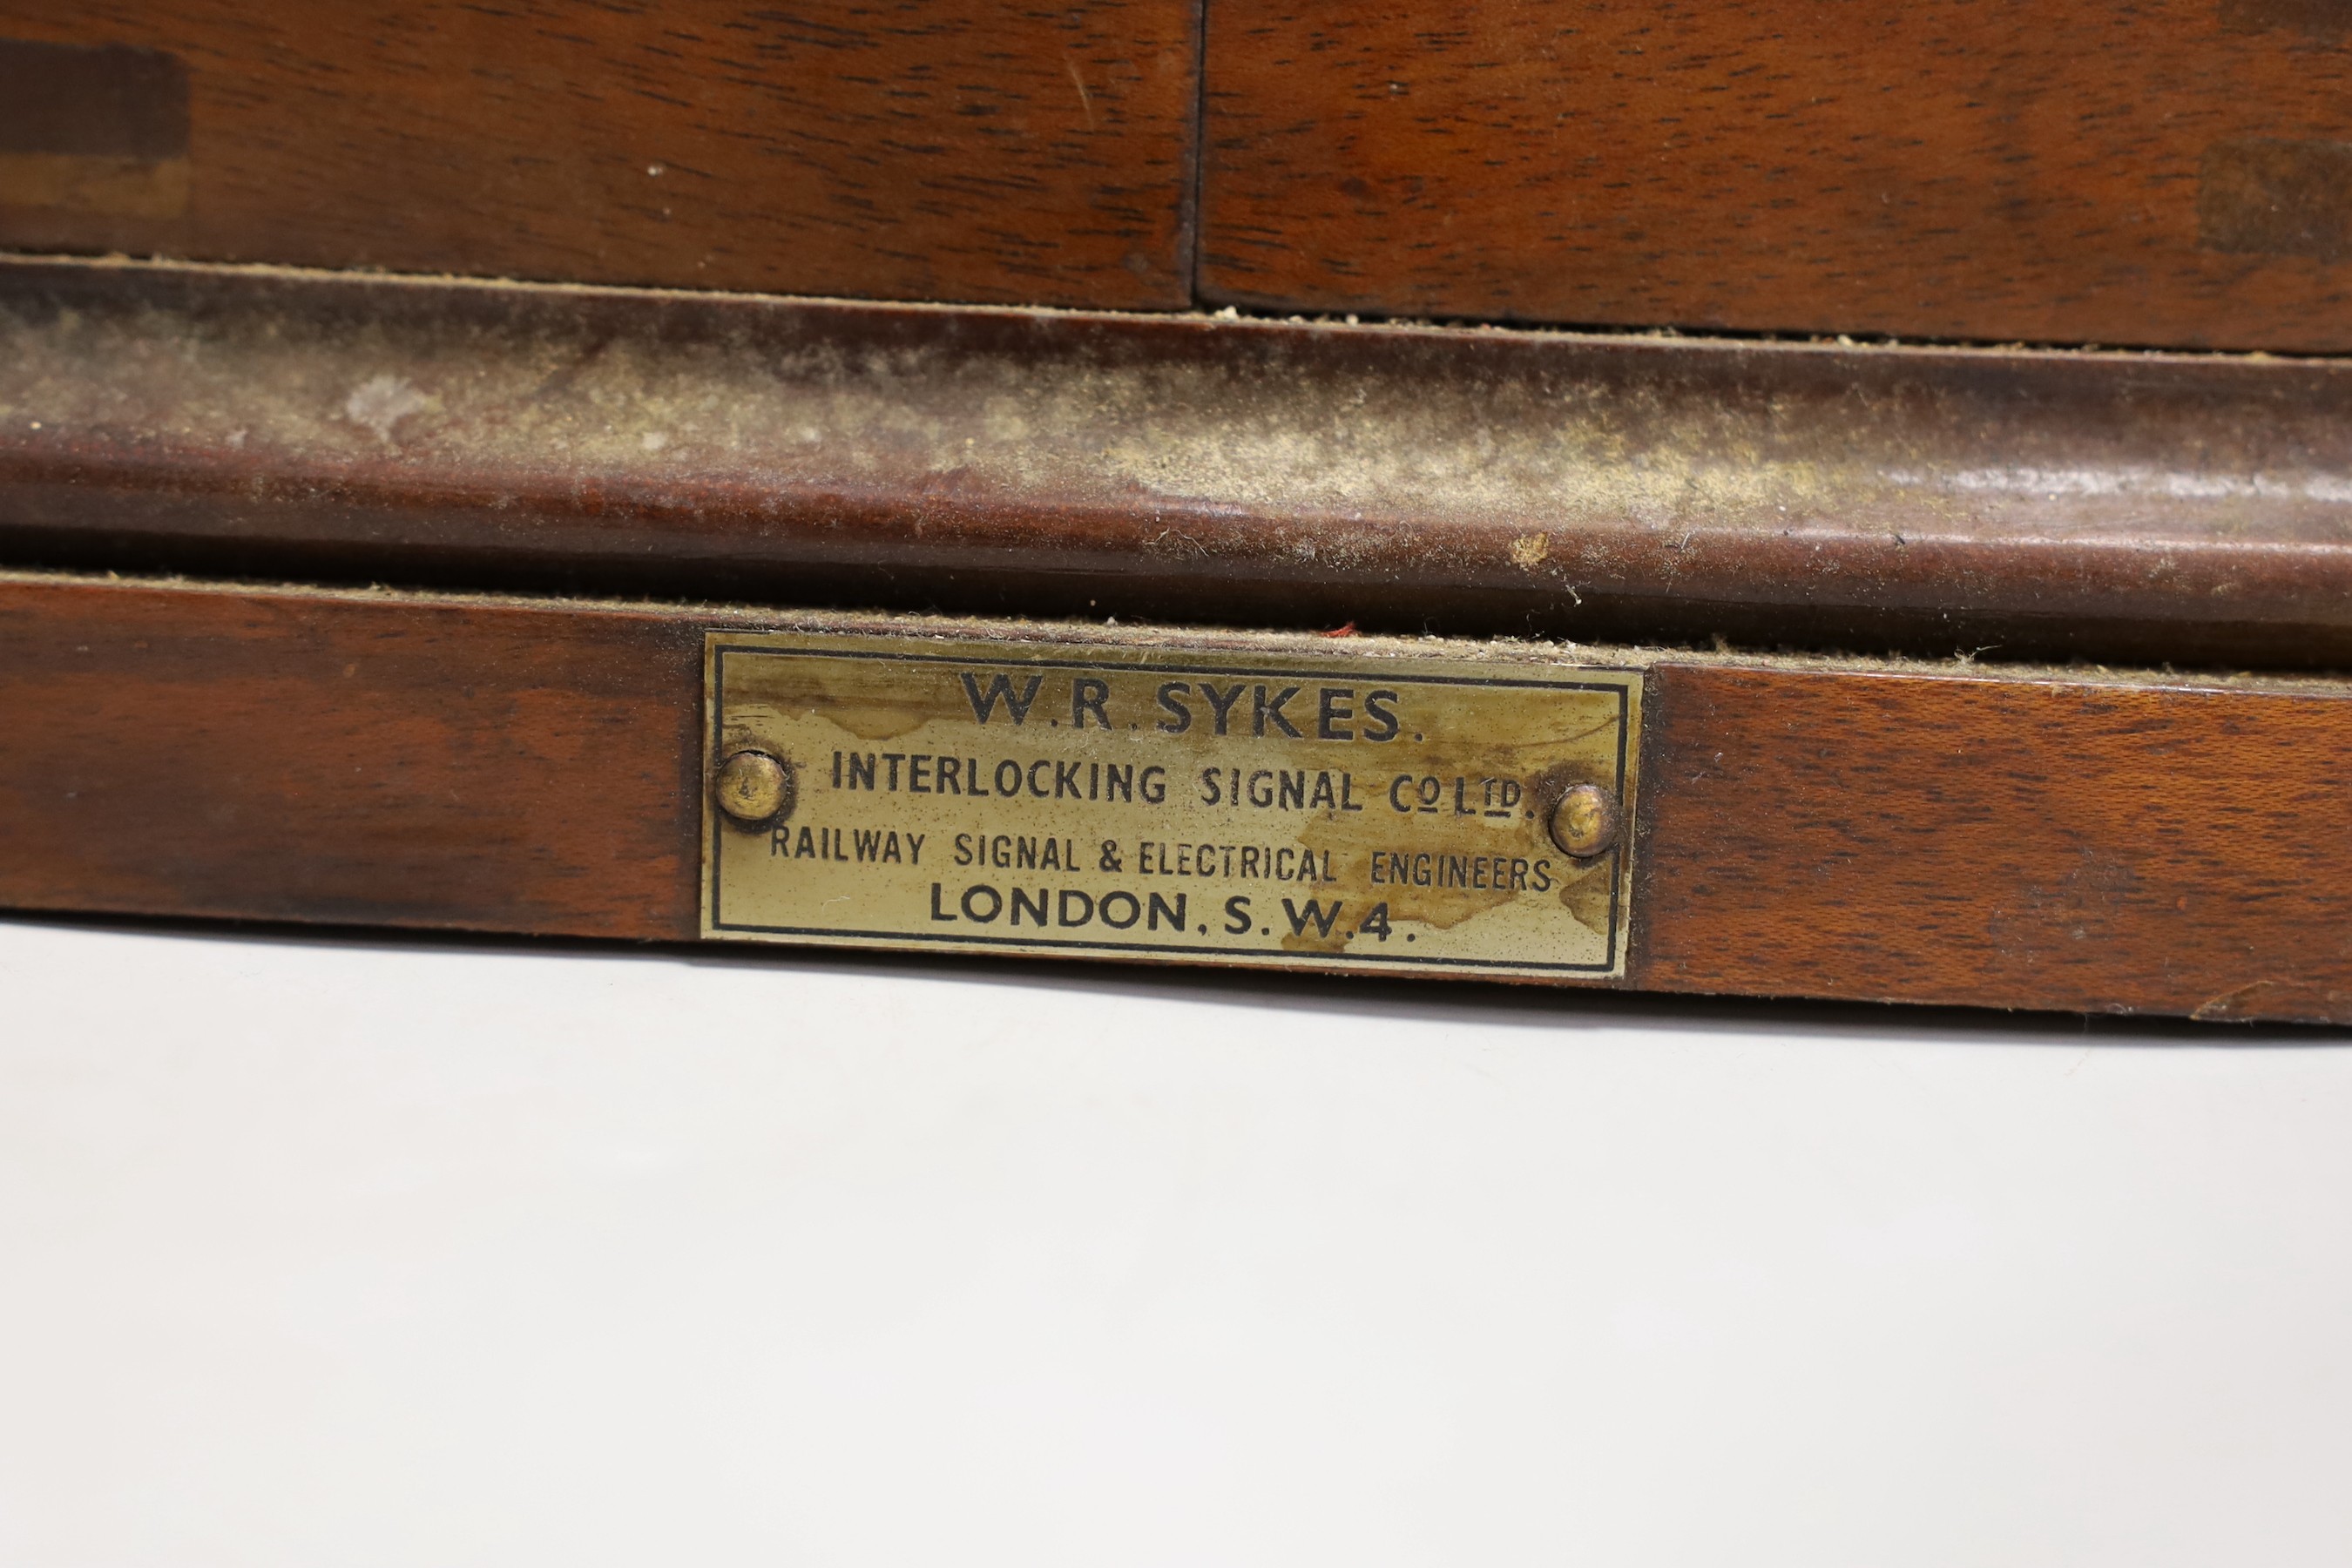 W.R.SYKES.
INTERLOCKING SIGNAL Co LTD.
RAILWAY SIGNAL & ELECTRICAL ENGINEERS
LONDON.S.W.4.